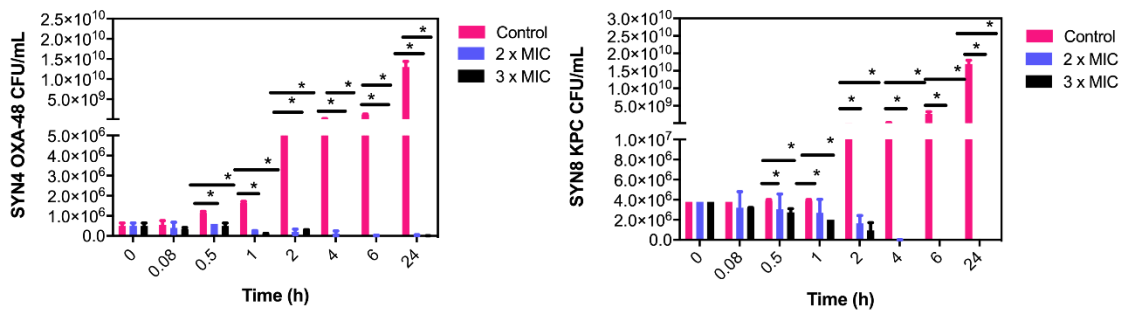 SYN4 OXA-48 CFU/mL
2.5×10¹⁰
2.0×10¹⁰
1.5×10¹⁰
1.0×10¹⁰
5.0×10⁹
6.0×10⁶
5.0×10⁶
4.0×10⁶
3.0×10⁶
2.0×10⁶
1.0×10⁶
0.0
* * * * * * * * * * * *
0 0.08 0.5 1 2 4 6 24
Time (h)
Control
2 x MIC
3 x MIC
SYN8 KPC CFU/mL
3.0×10¹⁰
2.5×10¹⁰
2.0×10¹⁰
1.5×10¹⁰
1.0×10¹⁰
5.0×10⁹
1.0×10⁷
8.0×10⁶
6.0×10⁶
4.0×10⁶
2.0×10⁶
0.0
* * * * * * * * * * * *
0 0.08 0.5 1 2 4 6 24
Time (h)
Control
2 x MIC
3 x MIC